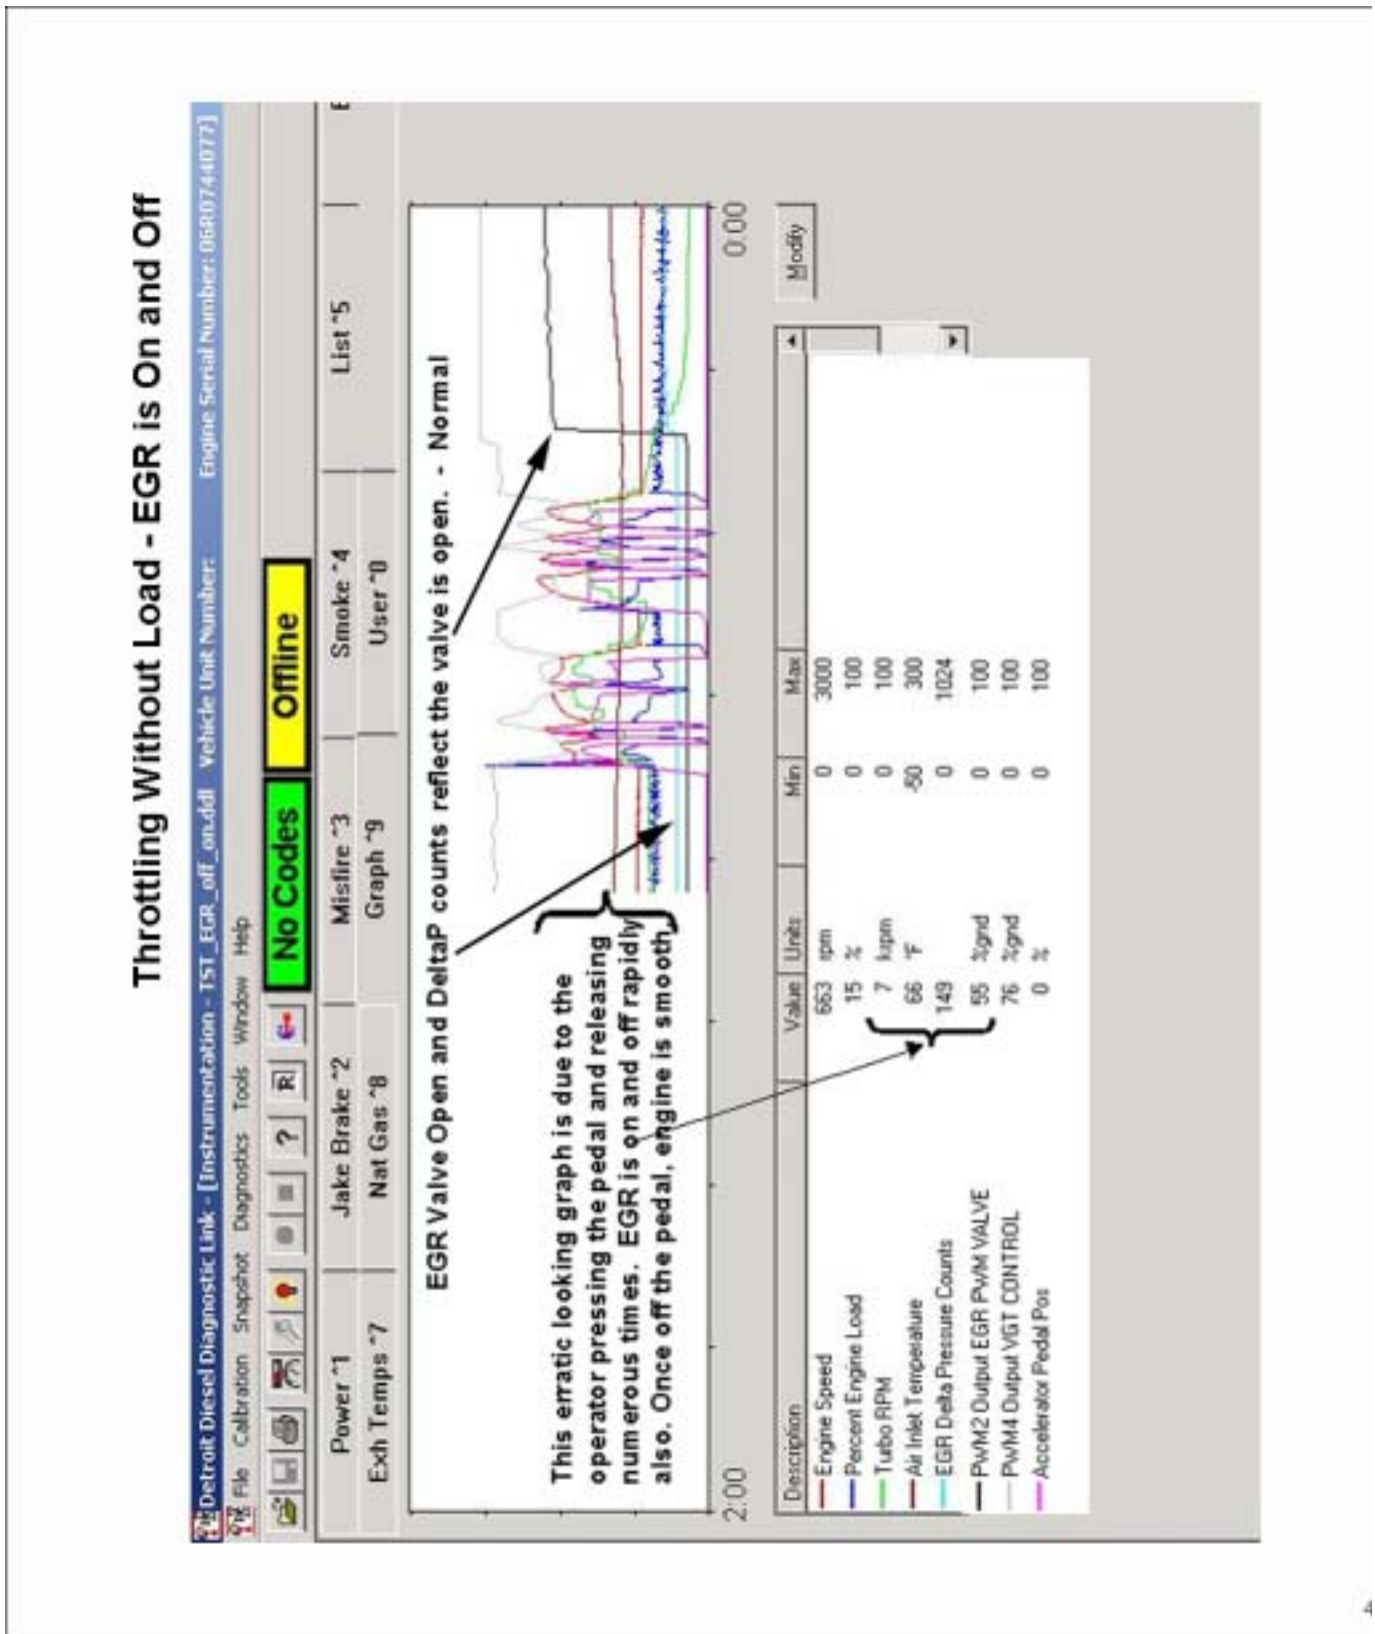 Throttling Without Load - EGR is On and Off
Detroit Diesel Diagnostic Link - [Instrumentation - TST_EGR_off_on.ddl Vehicle Unit Number: Engine Serial Number: 06R0744077]
File Calibration Snapshot Diagnostics Tools Window Help
? R No Codes Offline
Power ^1 Jake Brake ^2 Misfire ^3 Smoke ^4 List ^5 E
Exh Temps ^7 Nat Gas ^8 Graph ^9 User ^0
EGR Valve Open and DeltaP counts reflect the valve is open. - Normal
This erratic looking graph is due to the
operator pressing the pedal and releasing
numerous times. EGR is on and off rapidly
also. Once off the pedal, engine is smooth
2:00 0:00
Description Value Units Min Max Modify
Engine Speed 663 rpm 0 3000
Percent Engine Load 15 % 0 100
Turbo RPM 7 krpm 0 100
Air Inlet Temperature 66 °F -50 300
EGR Delta Pressure Counts 149 0 1024
PWM2 Output EGR PWM VALVE 55 %gnd 0 100
PWM4 Output VGT CONTROL 76 %gnd 0 100
Accelerator Pedal Pos 0 % 0 100
4